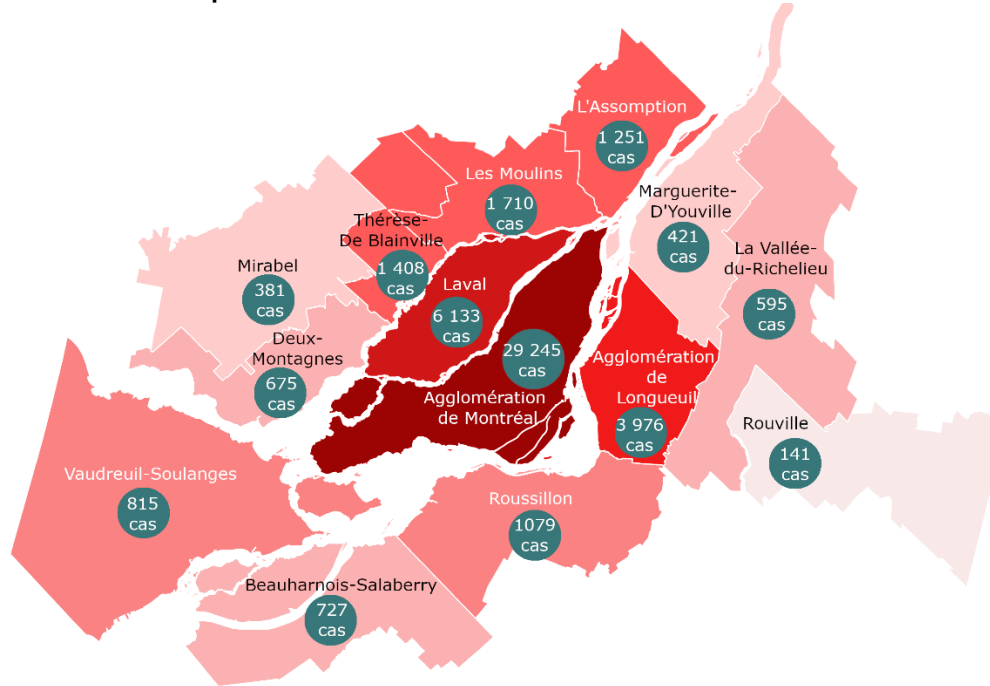 L'Assomption
1 251
cas
Les Moulins
1 710
cas
Marguerite-
D'Youville
421
cas
Thérèse-
De Blainville
1 408
cas
La Vallée-
du-Richelieu
595
cas
Mirabel
381
cas
Laval
6 133
cas
Deux-
Montagnes
675
cas
29 245
cas
Agglomération
de Montréal
Agglomération
de
Longueuil
3 976
cas
Rouville
141
cas
Vaudreuil-Soulanges
815
cas
Roussillon
1079
cas
Beauharnois-Salaberry
727
cas